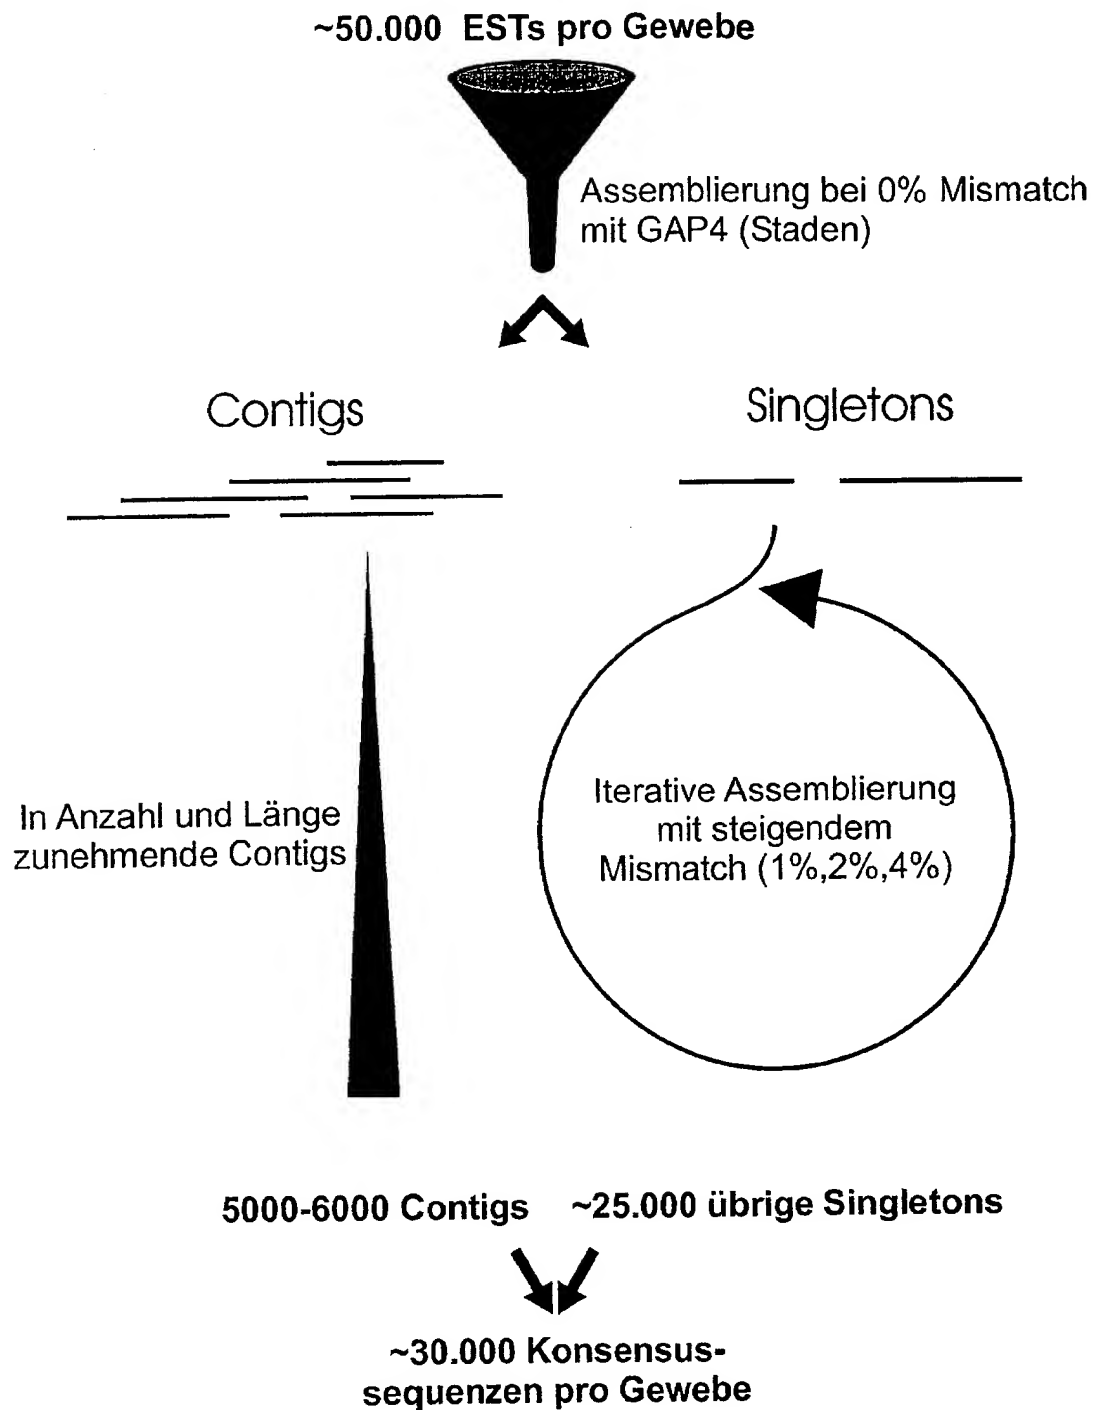 ~50.000 ESTs pro Gewebe
Assemblierung bei 0% Mismatch
mit GAP4 (Staden)
Contigs
Singletons
In Anzahl und Länge
zunehmende Contigs
Iterative Assemblierung
mit steigendem
Mismatch (1%,2%,4%)
5000-6000 Contigs
~25.000 übrige Singletons
~30.000 Konsensus-
sequenzen pro Gewebe